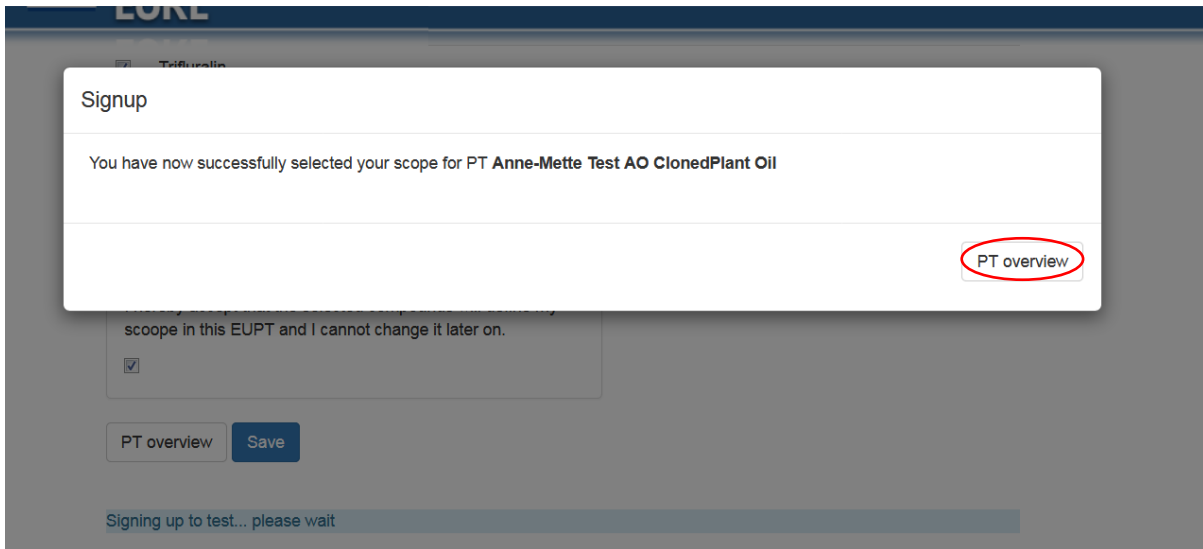 EURL
Trifluralin
Signup
You have now successfully selected your scope for PT Anne-Mette Test AO ClonedPlant Oil
PT overview
I hereby accept that the selected compounds will define my
scoope in this EUPT and I cannot change it later on.
PT overview Save
Signing up to test... please wait